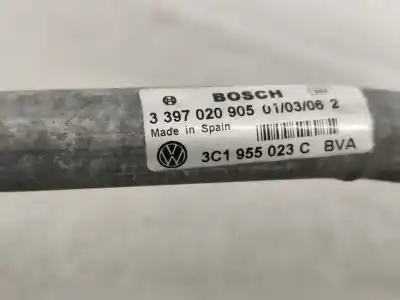 BOSCH
3 397 020 905 01/03/06 2
Made in Spain
3C1 955 023 C BVA